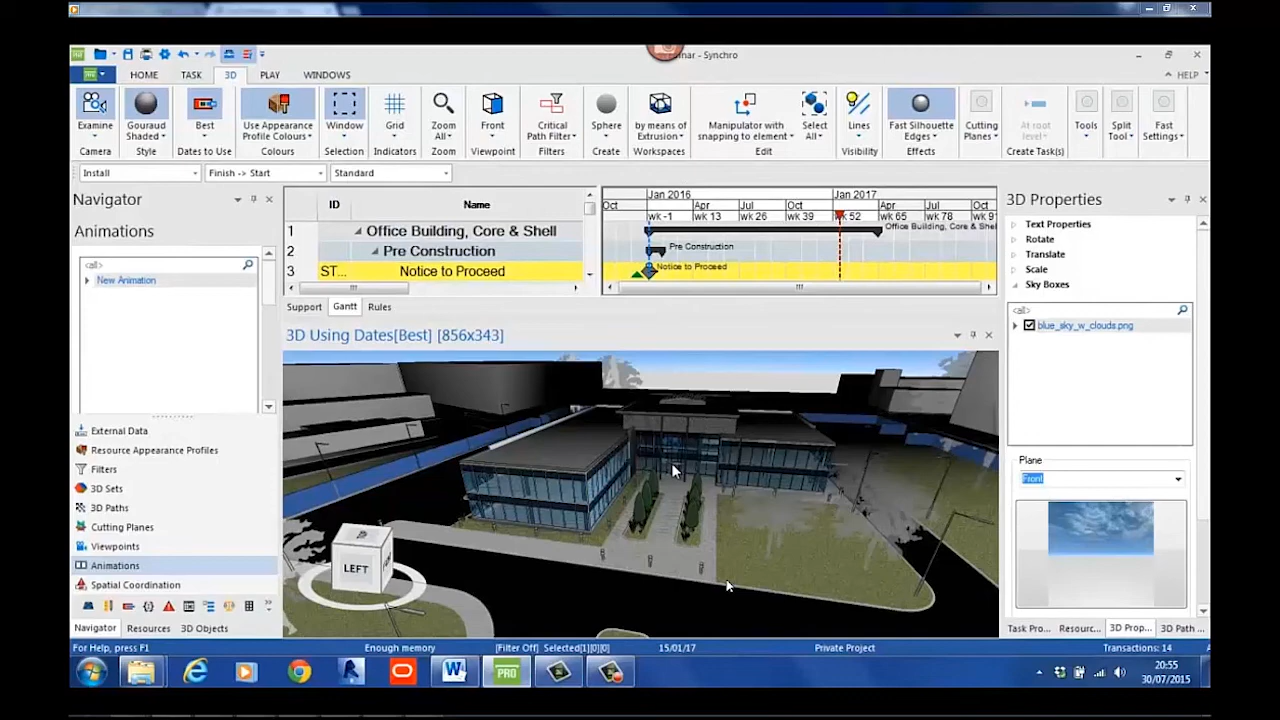 - Synchro
HOME TASK 3D PLAY WINDOWS HELP
Examine Gouraud Shaded Best Use Appearance Profile Colours Window Grid Zoom All Front Critical Path Filter Sphere by means of Extrusion Manipulator with snapping to element Select All Lines Fast Silhouette Edges Cutting Planes At root level Tools Split Tool Fast Settings
Camera Style Dates to Use Colours Selection Indicators Zoom Viewpoint Filters Create Workspaces Edit Visibility Effects Create Task(s)
Install Finish -> Start Standard
Navigator
Animations
<all>
New Animation
External Data
Resource Appearance Profiles
Filters
3D Sets
3D Paths
Cutting Planes
Viewpoints
Animations
Spatial Coordination
Navigator Resources 3D Objects
ID Name
1 Office Building, Core & Shell
2 Pre Construction
3 ST... Notice to Proceed
Jan 2016 Jan 2017
Oct Apr Jul Oct Apr Jul Oct
wk -1 wk 13 wk 26 wk 39 52 wk 65 wk 78 wk 9
Office Building, Core & Shel
Pre Construction
Notice to Proceed
Support Gantt Rules
3D Using Dates[Best] [856x343]
LEFT
3D Properties
Text Properties
Rotate
Translate
Scale
Sky Boxes
<all>
blue_sky_w_clouds.png
Plane
Front
Task Pro... Resourc... 3D Prop... 3D Path ...
For Help, press F1 Enough memory [Filter Off] Selected[1][0][0] 15/01/17 Private Project Transactions: 14
W PRO
20:55
30/07/2015